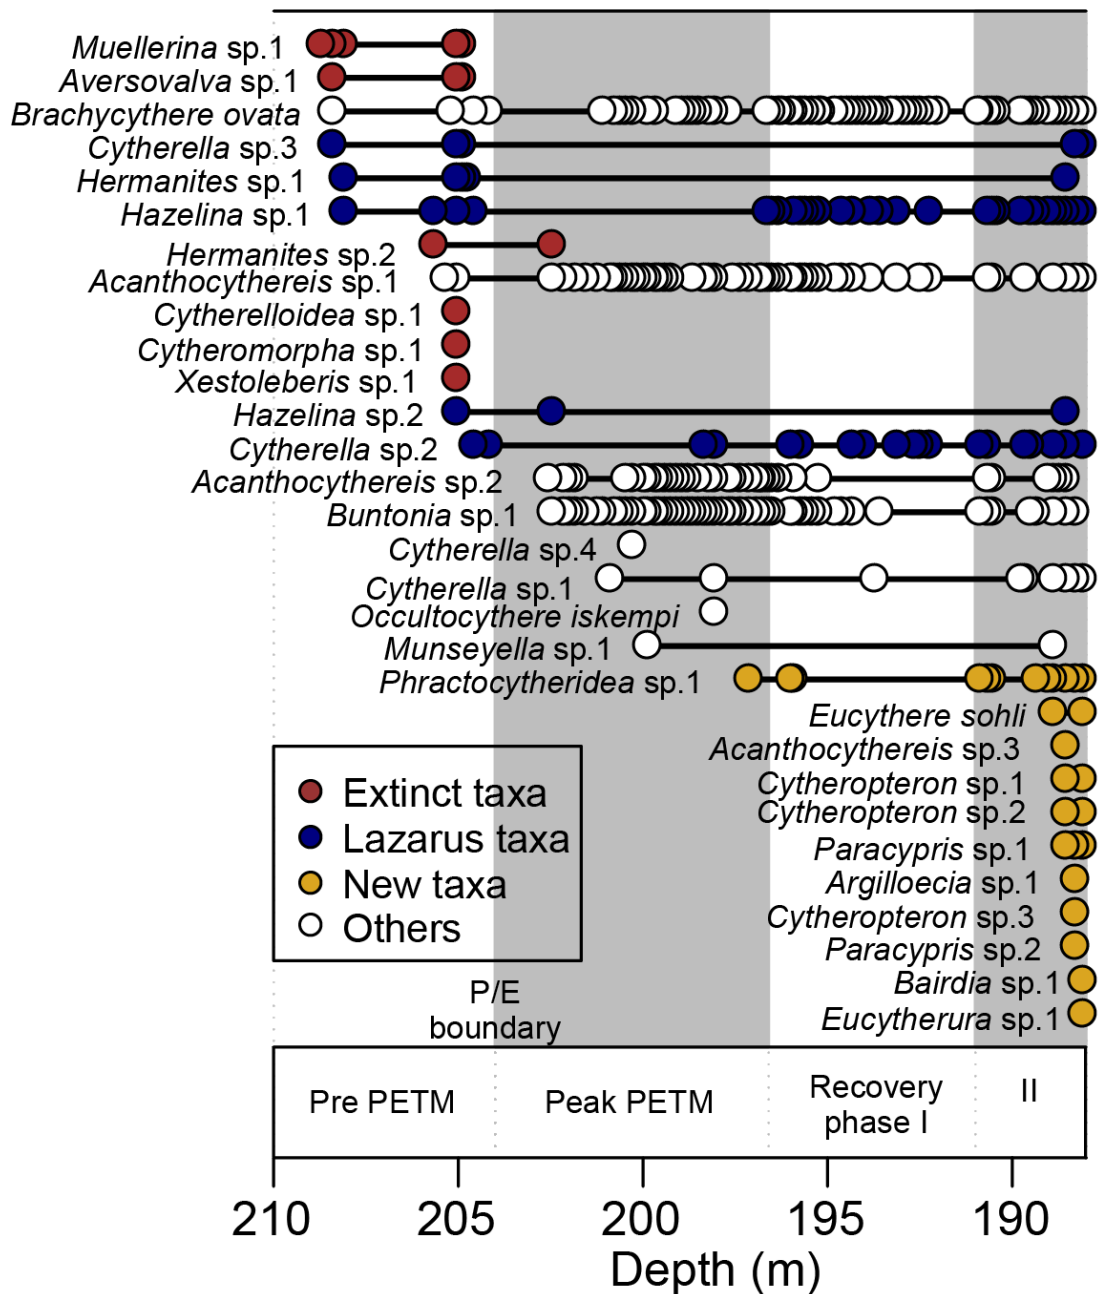 Muellerina sp.1
Aversovalva sp.1
Brachycythere ovata
Cytherella sp.3
Hermanites sp.1
Hazelina sp.1
Hermanites sp.2
Acanthocythereis sp.1
Cytherelloidea sp.1
Cytheromorpha sp.1
Xestoleberis sp.1
Hazelina sp.2
Cytherella sp.2
Acanthocythereis sp.2
Buntonia sp.1
Cytherella sp.4
Cytherella sp.1
Occultocythere iskempi
Munseyella sp.1
Phractocytheridea sp.1
Eucythere sohli
Acanthocythereis sp.3
Cytheropteron sp.1
Cytheropteron sp.2
Paracypris sp.1
Argilloecia sp.1
Cytheropteron sp.3
Paracypris sp.2
Bairdia sp.1
Eucytherura sp.1
Extinct taxa
Lazarus taxa
New taxa
Others
P/E
boundary
Pre PETM
Peak PETM
Recovery
phase I
II
210 205 200 195 190
Depth (m)